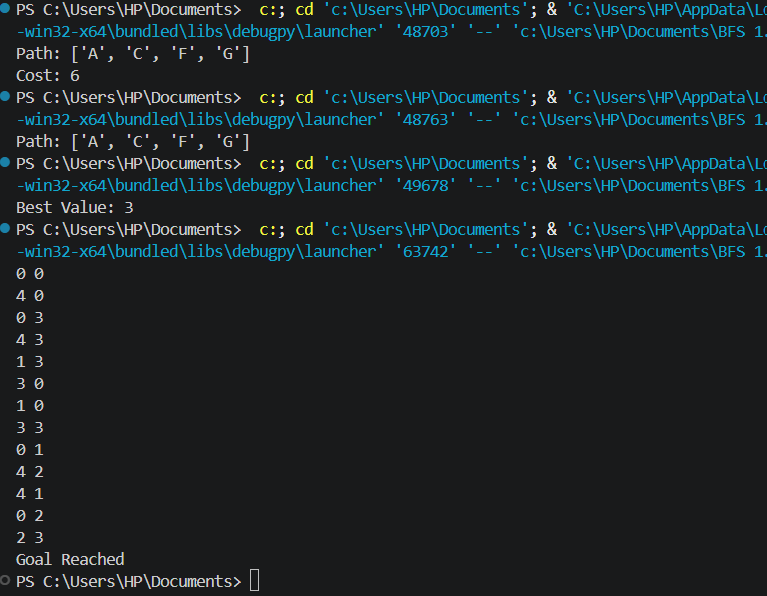 PS C:\Users\HP\Documents>  c:; cd 'c:\Users\HP\Documents'; & 'C:\Users\HP\AppData\Lo
-win32-x64\bundled\libs\debugpy\launcher' '48703' '--' 'c:\Users\HP\Documents\BFS 1.
Path: ['A', 'C', 'F', 'G']
Cost: 6
PS C:\Users\HP\Documents>  c:; cd 'c:\Users\HP\Documents'; & 'C:\Users\HP\AppData\Lo
-win32-x64\bundled\libs\debugpy\launcher' '48763' '--' 'c:\Users\HP\Documents\BFS 1.
Path: ['A', 'C', 'F', 'G']
PS C:\Users\HP\Documents>  c:; cd 'c:\Users\HP\Documents'; & 'C:\Users\HP\AppData\Lo
-win32-x64\bundled\libs\debugpy\launcher' '49678' '--' 'c:\Users\HP\Documents\BFS 1.
Best Value: 3
PS C:\Users\HP\Documents>  c:; cd 'c:\Users\HP\Documents'; & 'C:\Users\HP\AppData\Lo
-win32-x64\bundled\libs\debugpy\launcher' '63742' '--' 'c:\Users\HP\Documents\BFS 1.
0 0
4 0
0 3
4 3
1 3
3 0
1 0
3 3
0 1
4 2
4 1
0 2
2 3
Goal Reached
PS C:\Users\HP\Documents>